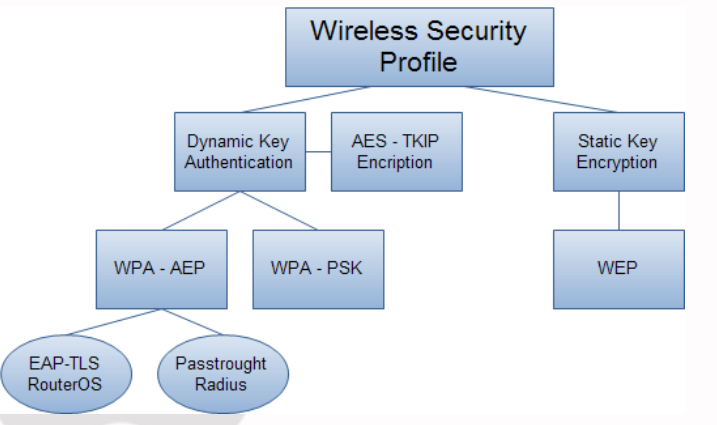 Wireless Security
Profile
Dynamic Key
Authentication
AES - TKIP
Encription
Static Key
Encryption
WPA - AEP
WPA - PSK
WEP
EAP-TLS
RouterOS
Passtrought
Radius